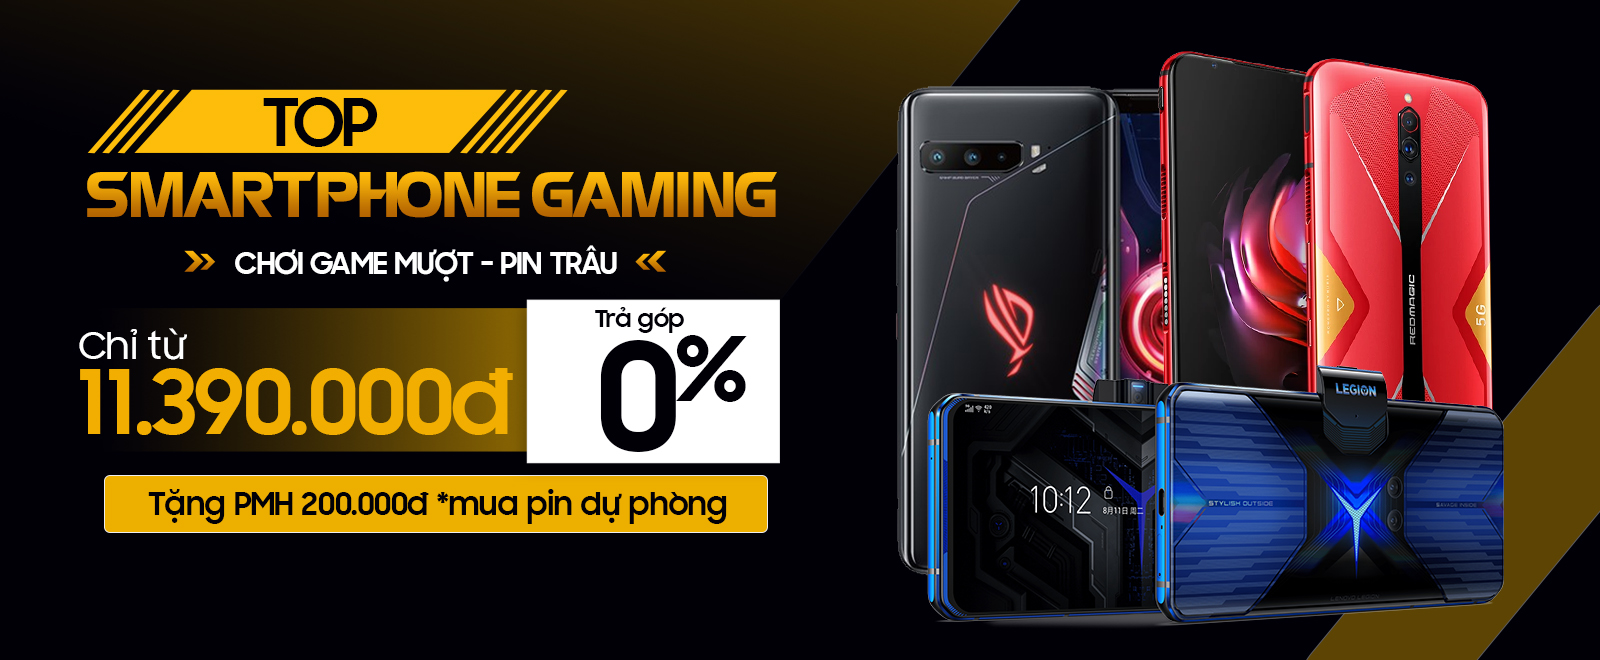 TOP
SMARTPHONE GAMING
CHƠI GAME MƯỢT - PIN TRÂU
Chỉ từ
11.390.000đ
Trả góp
0%
Tặng PMH 200.000đ *mua pin dự phòng
REDMAGIC
5G
LEGION
10:12
8月11日 周二
STYLISH OUTSIDE
SAVAGE INSIDE